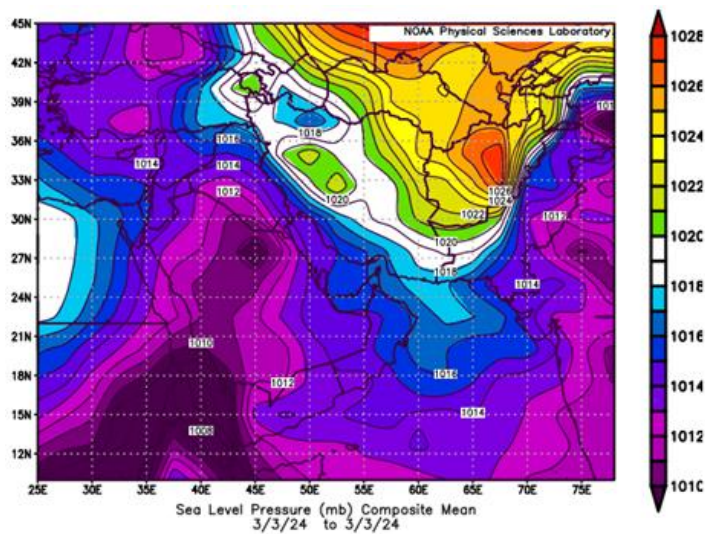 NOAA Physical Sciences Laboratory
45N
42N
39N
36N
33N
30N
27N
24N
21N
18N
15N
12N
25E
30E
35E
40E
45E
50E
55E
60E
65E
70E
75E
1016
1014
1012
1018
1020
1026
1024
1022
1020
1018
1012
1014
1016
1014
1010
1012
1008
1028
1026
1024
1022
1020
1018
1016
1014
1012
1010
Sea Level Pressure (mb) Composite Mean
3/3/24 to 3/3/24